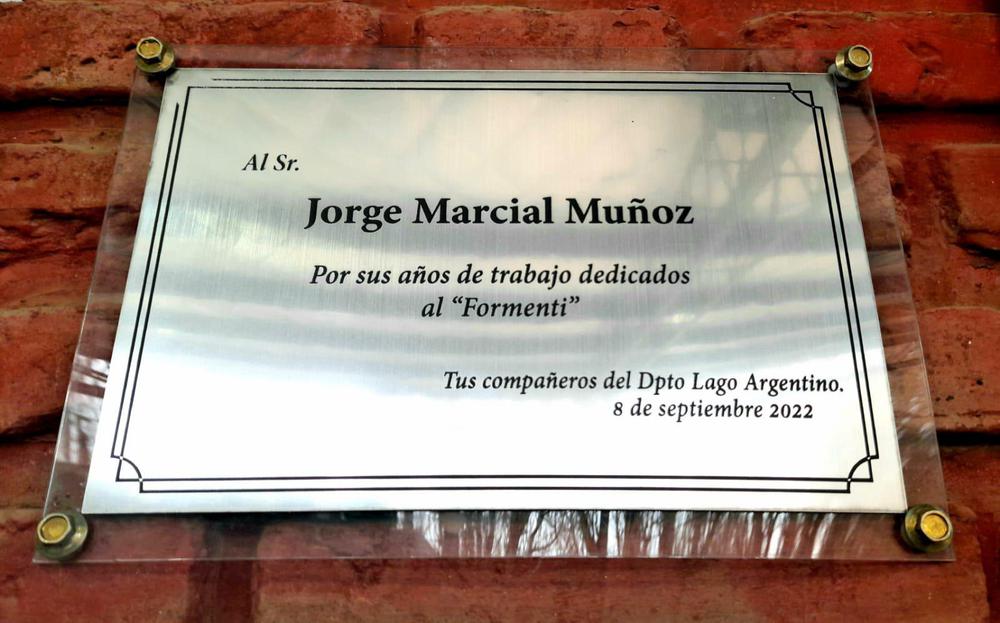 Al Sr.
Jorge Marcial Muñoz
Por sus años de trabajo dedicados
al “Formenti”
Tus compañeros del Dpto Lago Argentino.
8 de septiembre 2022